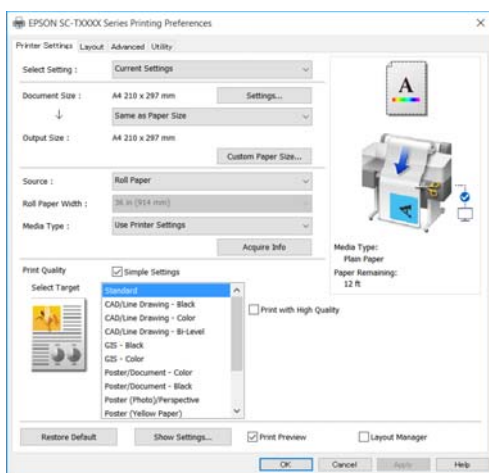 EPSON SC-TXXXX Series Printing Preferences
Printer Settings Layout Advanced Utility
Select Setting : Current Settings
Document Size : A4 210 x 297 mm Settings...
Same as Paper Size
Output Size : A4 210 x 297 mm
Custom Paper Size...
Source : Roll Paper
Roll Paper Width : 36 in (914 mm)
Media Type : Use Printer Settings
Acquire Info
A
A
Media Type:
Plain Paper
Paper Remaining:
12 ft
Print Quality Simple Settings
Select Target
Standard
CAD/Line Drawing - Black
CAD/Line Drawing - Color
CAD/Line Drawing - Bi-Level
GIS - Black
GIS - Color
Poster/Document - Color
Poster/Document - Black
Poster (Photo)/Perspective
Poster (Yellow Paper)
Print with High Quality
Restore Default Show Settings... Print Preview Layout Manager
OK Cancel Apply Help